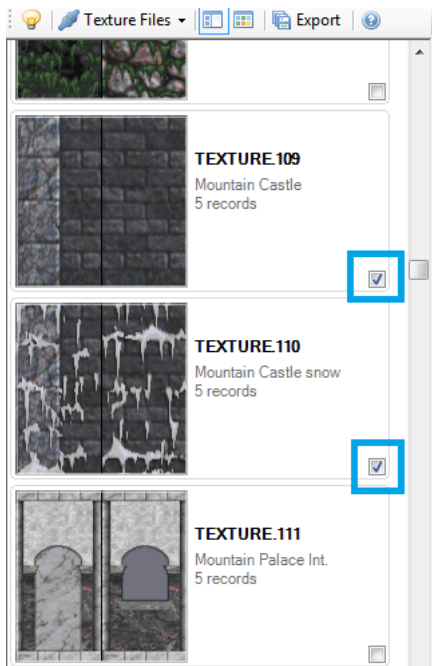 Texture Files
Export
TEXTURE.109
Mountain Castle
5 records
TEXTURE.110
Mountain Castle snow
5 records
TEXTURE.111
Mountain Palace Int.
5 records